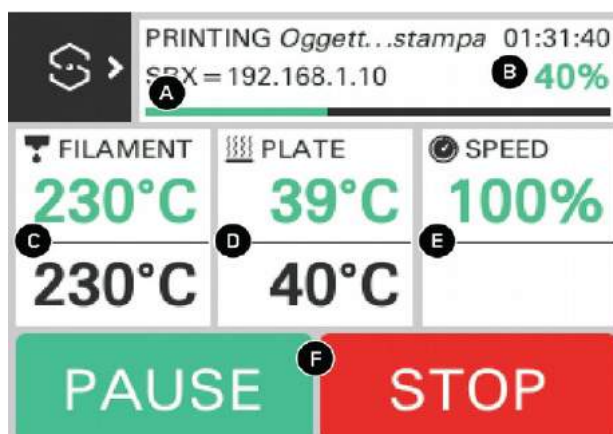 PRINTING Oggett...stampa 01:31:40
A BX = 192.168.1.10 B 40%
FILAMENT PLATE SPEED
230°C 39°C 100%
C D E
230°C 40°C
F
PAUSE STOP